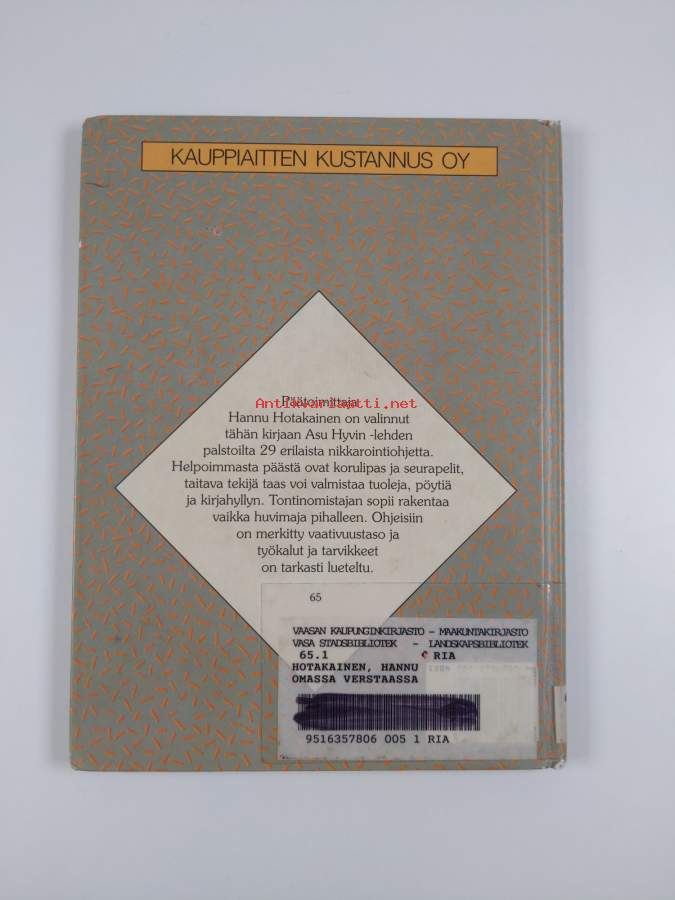 KAUPPIAITTEN KUSTANNUS OY
Päätoimittaja
Antikvariaatti.net
Hannu Hotakainen on valinnut
tähän kirjaan Asu Hyvin -lehden
palstoilta 29 erilaista nikkarointiohjetta.
Helpoimmasta päästä ovat korulipas ja seurapelit,
taitava tekijä taas voi valmistaa tuoleja, pöytiä
ja kirjahyllyn. Tontinomistajan sopii rakentaa
vaikka huvimaja pihalleen. Ohjeisiin
on merkitty vaativuustaso ja
työkalut ja tarvikkeet
on tarkasti lueteltu.
65
VAASAN KAUPUNGINKIRJASTO - MAAKUNTAKIRJASTO
VASA STADSBIBLIOTEK - LANDSKAPSBIBLIOTEK
65.1 RIA
HOTAKAINEN, HANNU
OMASSA VERSTAASSA
9516357806 005 1 RIA